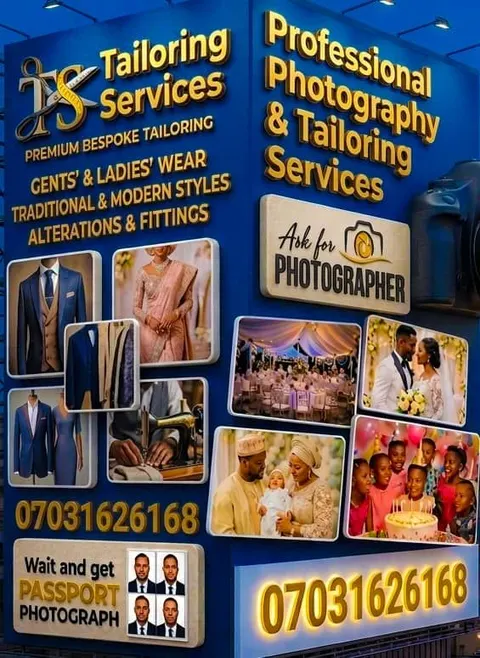 TS
Tailoring
Services
PREMIUM BESPOKE TAILORING
GENTS' & LADIES' WEAR
TRADITIONAL & MODERN STYLES
ALTERATIONS & FITTINGS
07031626168
Wait and get
PASSPORT
PHOTOGRAPH
Professional
Photography
& Tailoring
Services
Ask for
PHOTOGRAPHER
07031626168